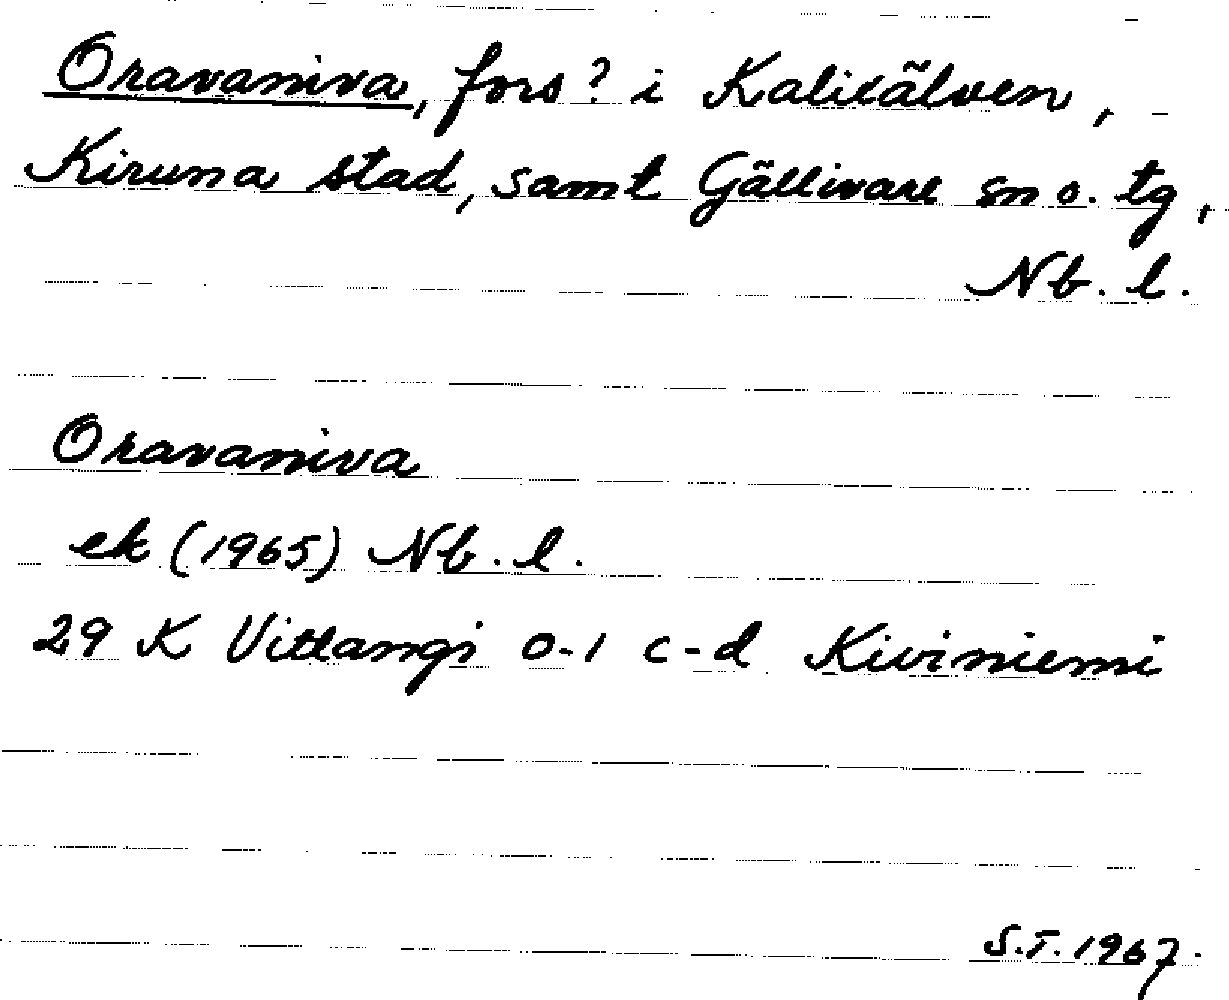 Oravaniva, fors? i Kalixälven,
Kiruna stad, samt Gällivare sn o. tg,
Nb. l.
Oravaniva
ek (1965) Nb. l.
29 K Vittangi 0-1 c-d Kiviniemi
S.T. 1967.